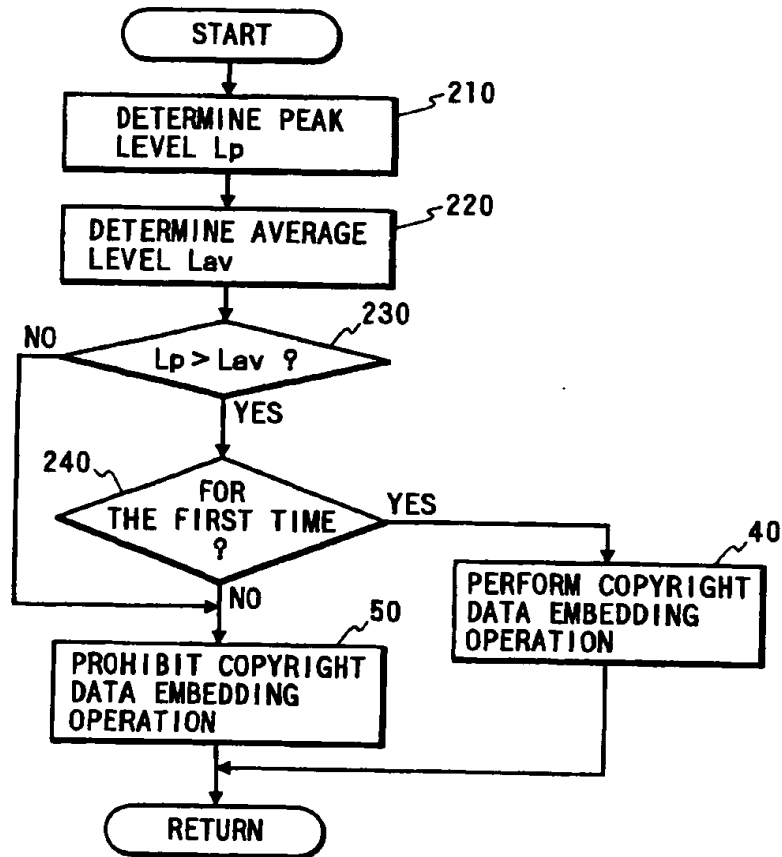 START
210
DETERMINE PEAK
LEVEL Lp
220
DETERMINE AVERAGE
LEVEL Lav
230
NO
Lp > Lav ?
YES
240
FOR
THE FIRST TIME
?
YES
NO
40
PERFORM COPYRIGHT
DATA EMBEDDING
OPERATION
50
PROHIBIT COPYRIGHT
DATA EMBEDDING
OPERATION
RETURN